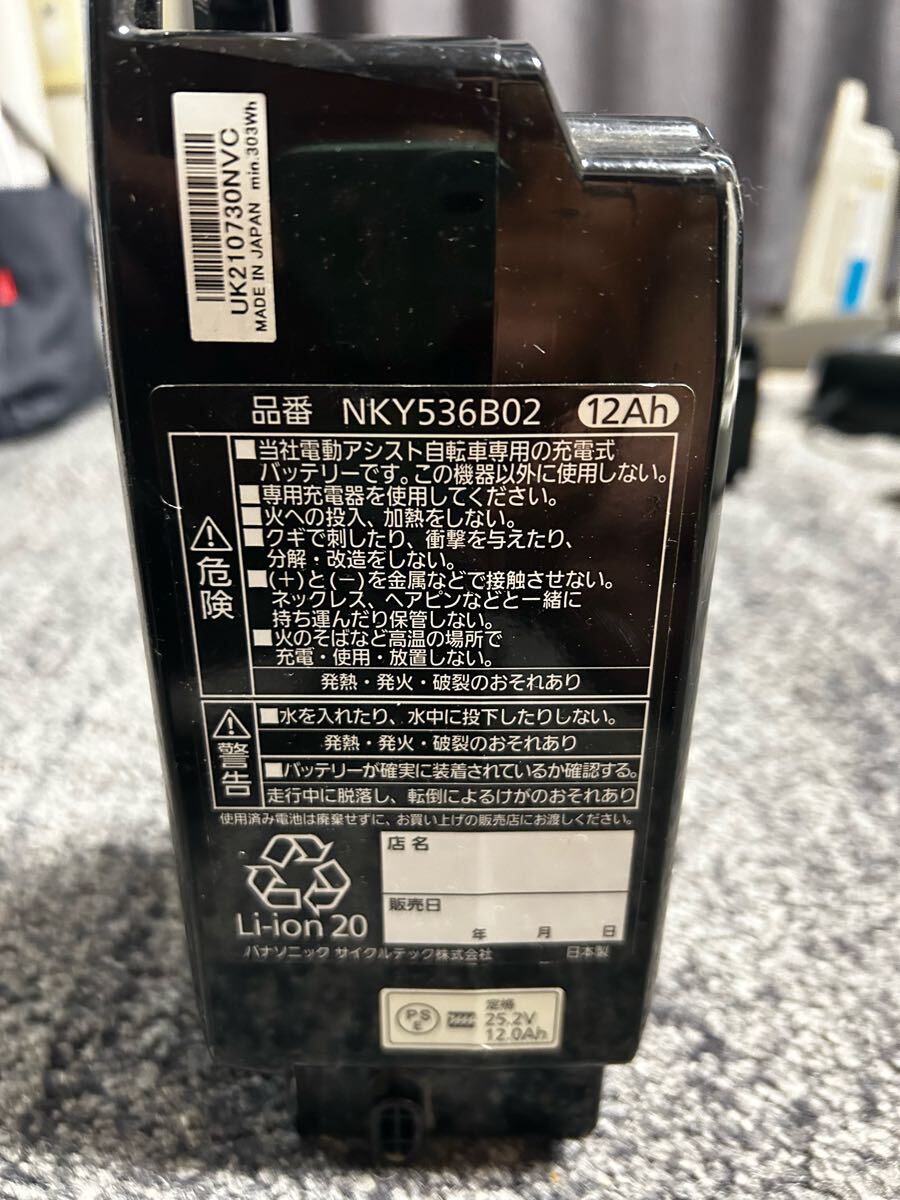 UK210730NVC
MADE IN JAPAN min.303Wh
品番 NKY536B02 12Ah
危険
■当社電動アシスト自転車専用の充電式
バッテリーです。この機器以外に使用しない。
■専用充電器を使用してください。
■火への投入、加熱をしない。
■クギで刺したり、衝撃を与えたり、
分解・改造をしない。
■(+)と(−)を金属などで接触させない。
ネックレス、ヘアピンなどと一緒に
持ち運んだり保管しない。
■火のそばなど高温の場所で
充電・使用・放置しない。
発熱・発火・破裂のおそれあり
警告
■水を入れたり、水中に投下したりしない。
発熱・発火・破裂のおそれあり
■バッテリーが確実に装着されているか確認する。
走行中に脱落し、転倒によるけがのおそれあり
使用済み電池は廃棄せずに、お買い上げの販売店にお渡しください。
店名
販売日
年 月 日
Li-ion 20
パナソニック サイクルテック株式会社 日本製
PSE
定格
25.2V
12.0Ah